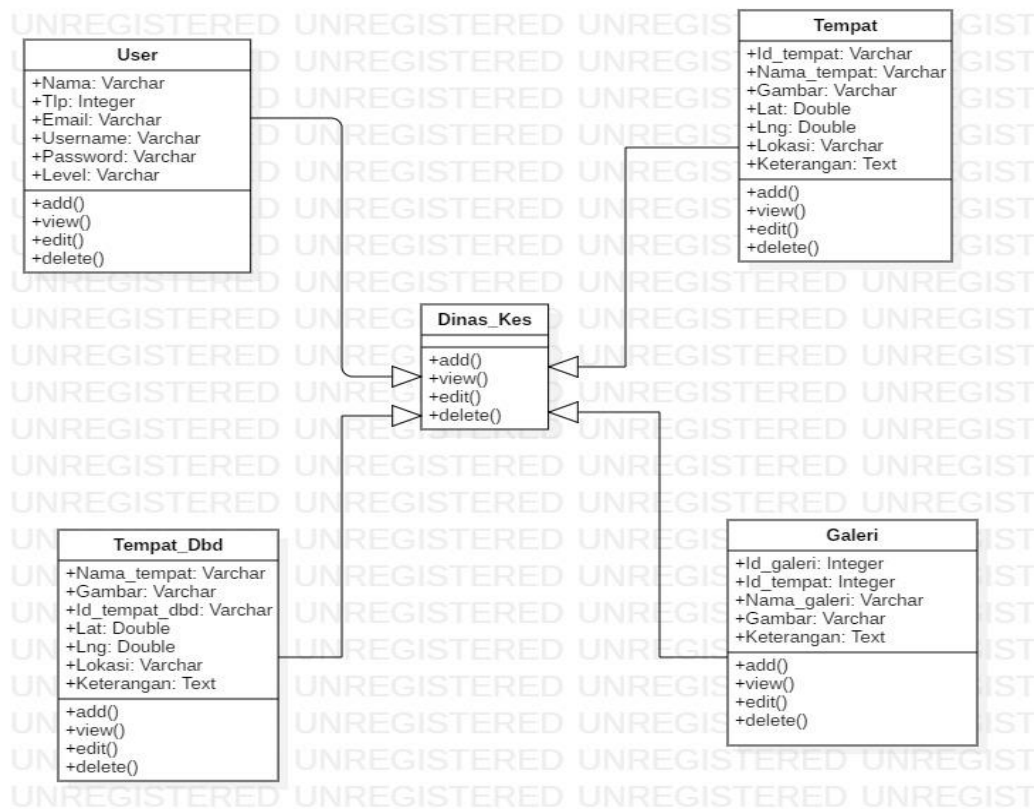 User
+Nama: Varchar
+Tlp: Integer
+Email: Varchar
+Username: Varchar
+Password: Varchar
+Level: Varchar
+add()
+view()
+edit()
+delete()
Tempat
+Id_tempat: Varchar
+Nama_tempat: Varchar
+Gambar: Varchar
+Lat: Double
+Lng: Double
+Lokasi: Varchar
+Keterangan: Text
+add()
+view()
+edit()
+delete()
Dinas_Kes
+add()
+view()
+edit()
+delete()
Tempat_Dbd
+Nama_tempat: Varchar
+Gambar: Varchar
+Id_tempat_dbd: Varchar
+Lat: Double
+Lng: Double
+Lokasi: Varchar
+Keterangan: Text
+add()
+view()
+edit()
+delete()
Galeri
+Id_galeri: Integer
+Id_tempat: Integer
+Nama_galeri: Varchar
+Gambar: Varchar
+Keterangan: Text
+add()
+view()
+edit()
+delete()
UNREGISTERED